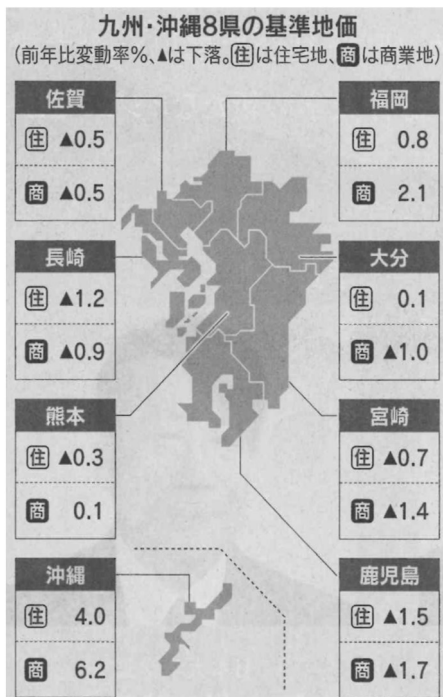 九州・沖縄8県の基準地価
(前年比変動率%、▲は下落。住は住宅地、商は商業地)
佐賀
住 ▲0.5
商 ▲0.5
福岡
住 0.8
商 2.1
長崎
住 ▲1.2
商 ▲0.9
大分
住 0.1
商 ▲1.0
熊本
住 ▲0.3
商 0.1
宮崎
住 ▲0.7
商 ▲1.4
沖縄
住 4.0
商 6.2
鹿児島
住 ▲1.5
商 ▲1.7